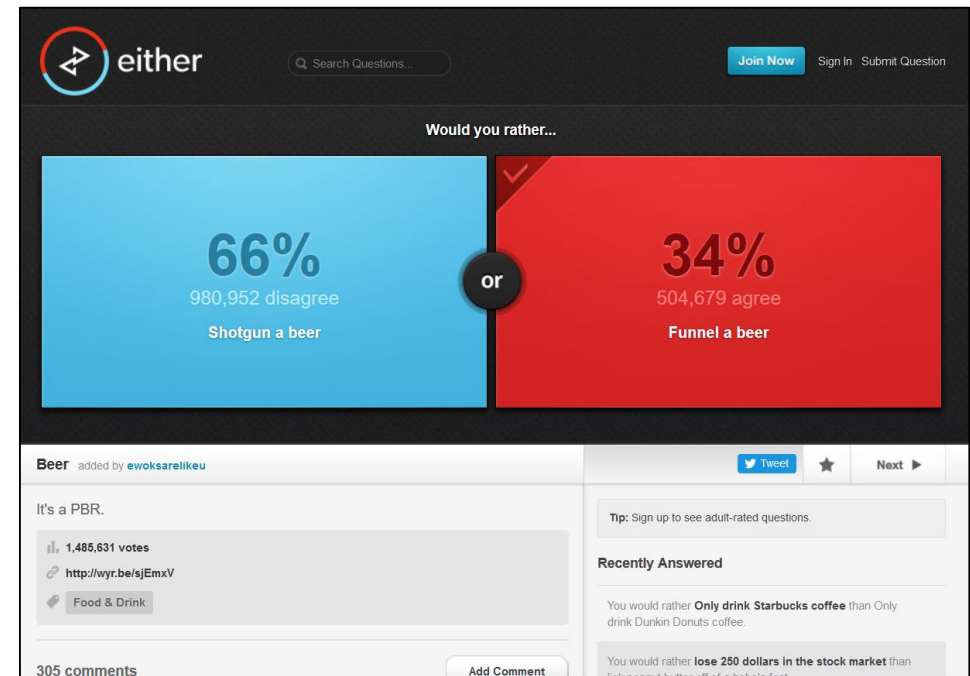 either
Search Questions...
Join Now
Sign In
Submit Question
Would you rather...
66%
980,952 disagree
Shotgun a beer
or
34%
504,679 agree
Funnel a beer
Beer added by ewoksarelikeu
Tweet
Next
It's a PBR.
1,485,631 votes
http://wyr.be/sjEmxV
Food & Drink
305 comments
Add Comment
Tip: Sign up to see adult-rated questions.
Recently Answered
You would rather Only drink Starbucks coffee than Only
drink Dunkin Donuts coffee.
You would rather lose 250 dollars in the stock market than